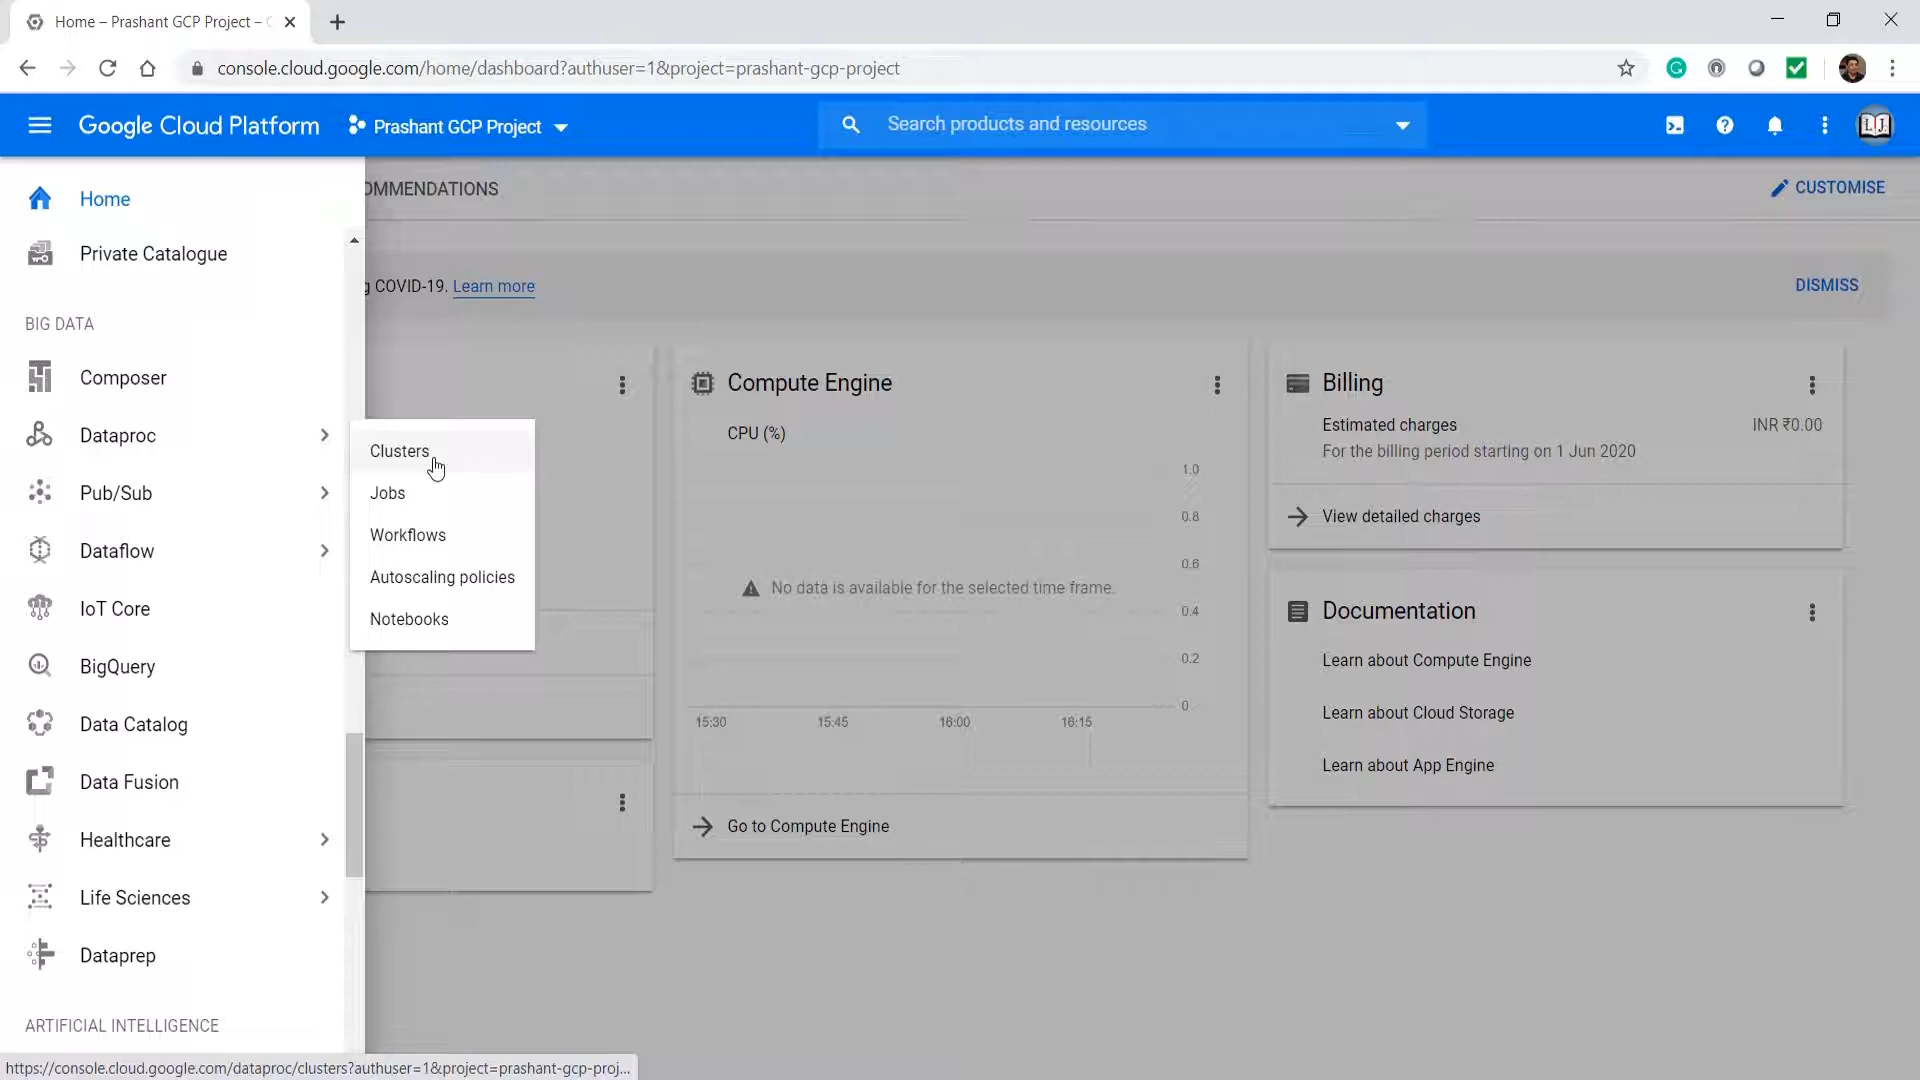 Home – Prashant GCP Project –
console.cloud.google.com/home/dashboard?authuser=1&project=prashant-gcp-project
Google Cloud Platform
Prashant GCP Project
Search products and resources
LJ
Home
OMMENDATIONS
CUSTOMISE
Private Catalogue
g COVID-19. Learn more
DISMISS
BIG DATA
Composer
Dataproc
Pub/Sub
Dataflow
IoT Core
BigQuery
Data Catalog
Data Fusion
Healthcare
Life Sciences
Dataprep
ARTIFICIAL INTELLIGENCE
Clusters
Jobs
Workflows
Autoscaling policies
Notebooks
Compute Engine
CPU (%)
1.0
0.8
0.6
No data is available for the selected time frame.
0.4
0.2
0
15:30 15:45 16:00 16:15
Go to Compute Engine
Billing
Estimated charges INR ₹0.00
For the billing period starting on 1 Jun 2020
View detailed charges
Documentation
Learn about Compute Engine
Learn about Cloud Storage
Learn about App Engine
https://console.cloud.google.com/dataproc/clusters?authuser=1&project=prashant-gcp-proj...